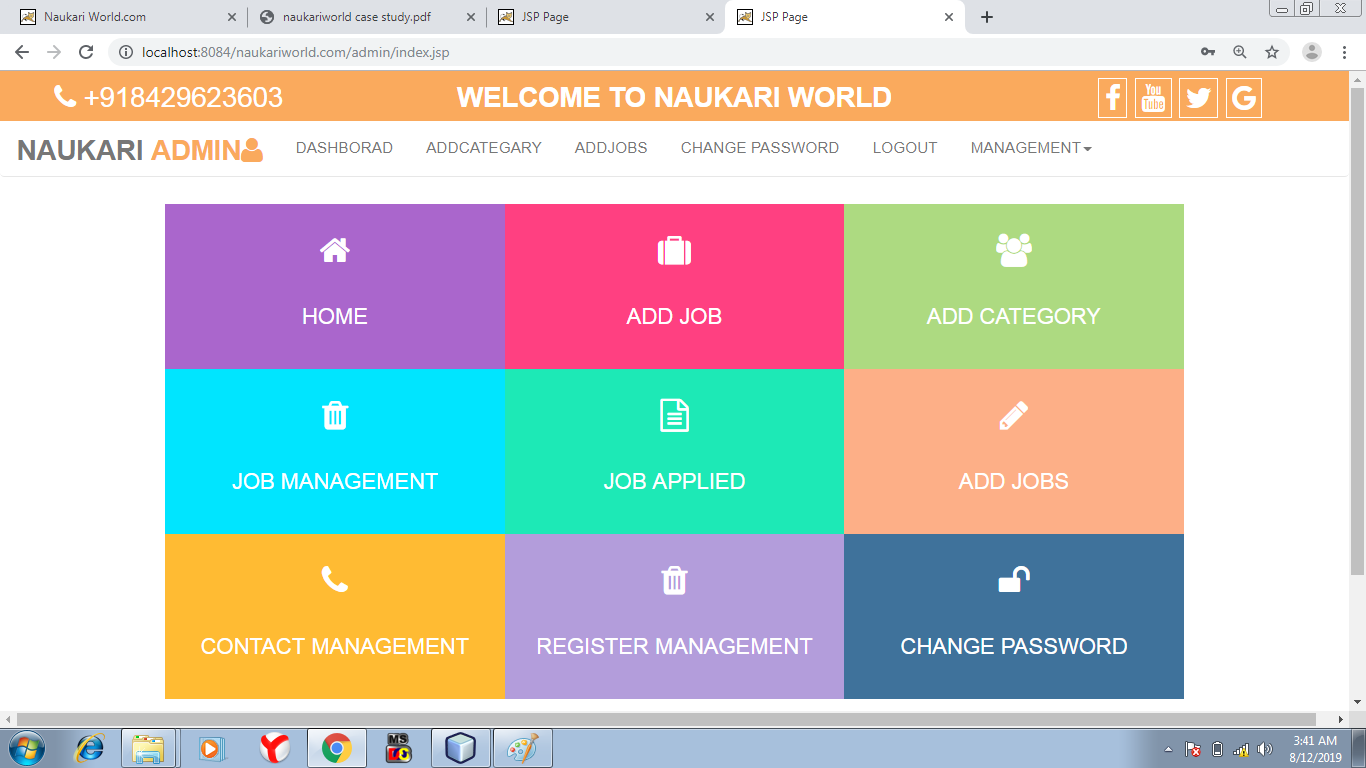 Naukari World.com
naukariworld case study.pdf
JSP Page
JSP Page
localhost:8084/naukariworld.com/admin/index.jsp
+918429623603
WELCOME TO NAUKARI WORLD
You
Tube
NAUKARI ADMIN
DASHBORAD
ADDCATEGARY
ADDJOBS
CHANGE PASSWORD
LOGOUT
MANAGEMENT
HOME
ADD JOB
ADD CATEGORY
JOB MANAGEMENT
JOB APPLIED
ADD JOBS
CONTACT MANAGEMENT
REGISTER MANAGEMENT
CHANGE PASSWORD
MS
3:41 AM
8/12/2019